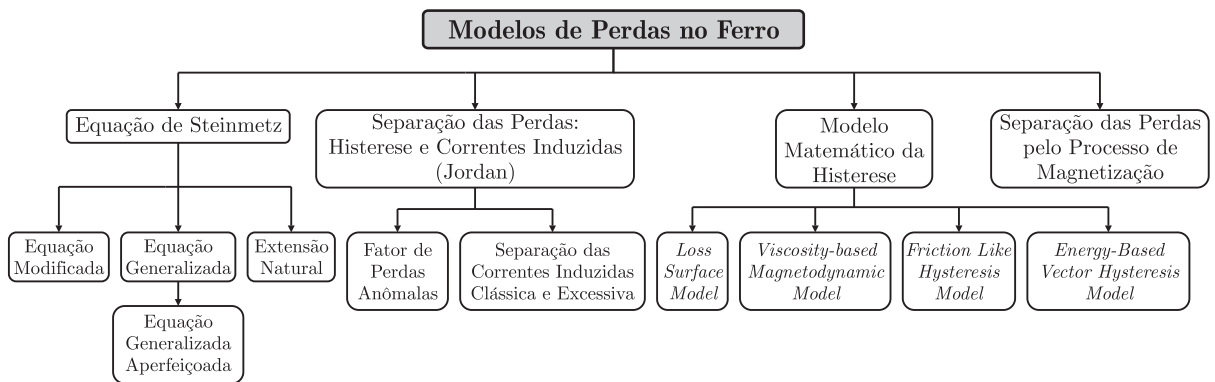 Modelos de Perdas no Ferro
Equação de Steinmetz
Separação das Perdas:
Histerese e Correntes Induzidas
(Jordan)
Modelo
Matemático da
Histerese
Separação das Perdas
pelo Processo de
Magnetização
Equação
Modificada
Equação
Generalizada
Extensão
Natural
Fator de
Perdas
Anômalas
Separação das
Correntes Induzidas
Clássica e Excessiva
Loss
Surface
Model
Viscosity-based
Magnetodynamic
Model
Friction Like
Hysteresis
Model
Energy-Based
Vector Hysteresis
Model
Equação
Generalizada
Aperfeiçoada